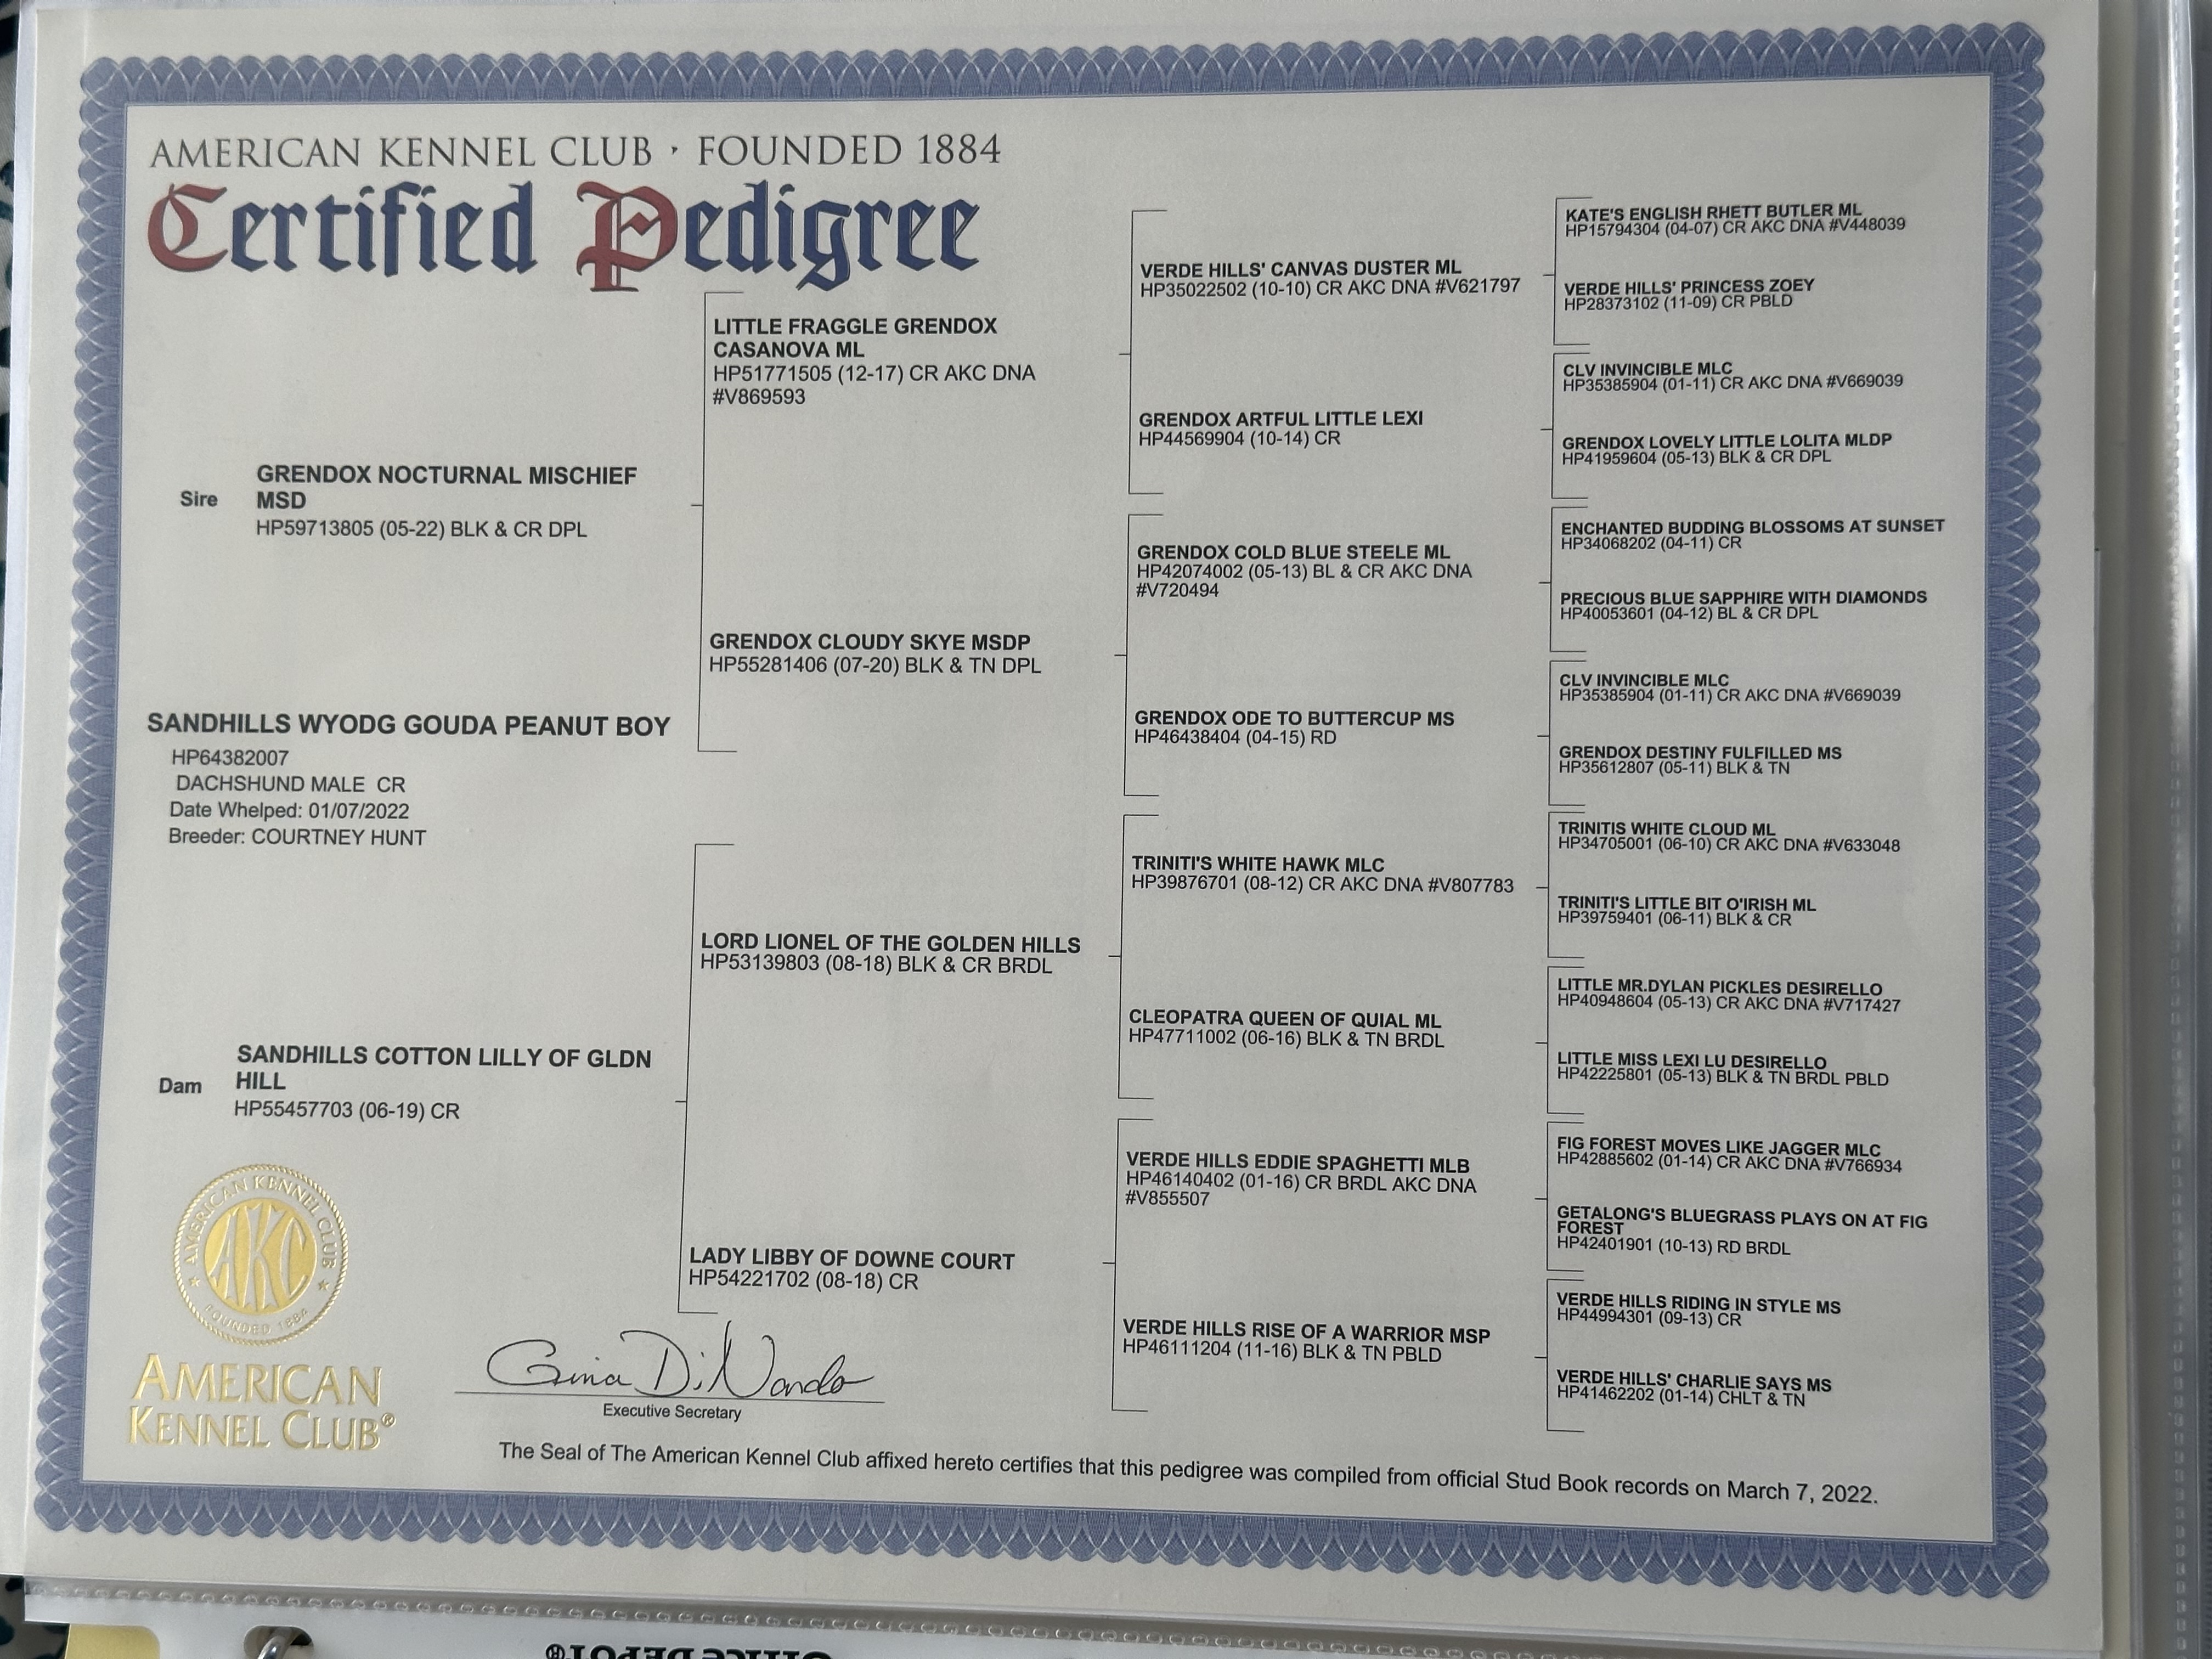 AMERICAN KENNEL CLUB · FOUNDED 1884
Certified Pedigree
Sire
GRENDOX NOCTURNAL MISCHIEF
MSD
HP59713805 (05-22) BLK & CR DPL
SANDHILLS WYODG GOUDA PEANUT BOY
HP64382007
DACHSHUND MALE CR
Date Whelped: 01/07/2022
Breeder: COURTNEY HUNT
Dam
SANDHILLS COTTON LILLY OF GLDN
HILL
HP55457703 (06-19) CR
LITTLE FRAGGLE GRENDOX
CASANOVA ML
HP51771505 (12-17) CR AKC DNA
#V869593
GRENDOX CLOUDY SKYE MSDP
HP55281406 (07-20) BLK & TN DPL
LORD LIONEL OF THE GOLDEN HILLS
HP53139803 (08-18) BLK & CR BRDL
LADY LIBBY OF DOWNE COURT
HP54221702 (08-18) CR
VERDE HILLS' CANVAS DUSTER ML
HP35022502 (10-10) CR AKC DNA #V621797
GRENDOX ARTFUL LITTLE LEXI
HP44569904 (10-14) CR
GRENDOX COLD BLUE STEELE ML
HP42074002 (05-13) BL & CR AKC DNA
#V720494
GRENDOX ODE TO BUTTERCUP MS
HP46438404 (04-15) RD
TRINITI'S WHITE HAWK MLC
HP39876701 (08-12) CR AKC DNA #V807783
CLEOPATRA QUEEN OF QUIAL ML
HP47711002 (06-16) BLK & TN BRDL
VERDE HILLS EDDIE SPAGHETTI MLB
HP46140402 (01-16) CR BRDL AKC DNA
#V855507
VERDE HILLS RISE OF A WARRIOR MSP
HP46111204 (11-16) BLK & TN PBLD
KATE'S ENGLISH RHETT BUTLER ML
HP15794304 (04-07) CR AKC DNA #V448039
VERDE HILLS' PRINCESS ZOEY
HP28373102 (11-09) CR PBLD
CLV INVINCIBLE MLC
HP35385904 (01-11) CR AKC DNA #V669039
GRENDOX LOVELY LITTLE LOLITA MLDP
HP41959604 (05-13) BLK & CR DPL
ENCHANTED BUDDING BLOSSOMS AT SUNSET
HP34068202 (04-11) CR
PRECIOUS BLUE SAPPHIRE WITH DIAMONDS
HP40053601 (04-12) BL & CR DPL
CLV INVINCIBLE MLC
HP35385904 (01-11) CR AKC DNA #V669039
GRENDOX DESTINY FULFILLED MS
HP35612807 (05-11) BLK & TN
TRINITIS WHITE CLOUD ML
HP34705001 (06-10) CR AKC DNA #V633048
TRINITI'S LITTLE BIT O'IRISH ML
HP39759401 (06-11) BLK & CR
LITTLE MR.DYLAN PICKLES DESIRELLO
HP40948604 (05-13) CR AKC DNA #V717427
LITTLE MISS LEXI LU DESIRELLO
HP42225801 (05-13) BLK & TN BRDL PBLD
FIG FOREST MOVES LIKE JAGGER MLC
HP42885602 (01-14) CR AKC DNA #V766934
GETALONG'S BLUEGRASS PLAYS ON AT FIG
FOREST
HP42401901 (10-13) RD BRDL
VERDE HILLS RIDING IN STYLE MS
HP44994301 (09-13) CR
VERDE HILLS' CHARLIE SAYS MS
HP41462202 (01-14) CHLT & TN
AMERICAN KENNEL CLUB
AKC
FOUNDED 1884
AMERICAN
KENNEL CLUB®
Gina DiNardo
Executive Secretary
The Seal of The American Kennel Club affixed hereto certifies that this pedigree was compiled from official Stud Book records on March 7, 2022.
Office DEPOT®